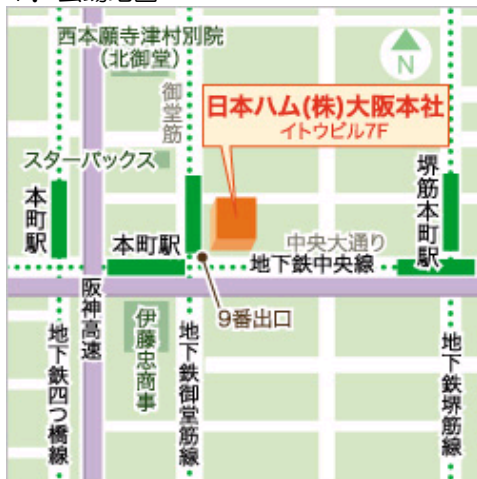 西本願寺津村別院
(北御堂)
N
御堂筋
日本ハム(株)大阪本社
イトウビル7F
スターバックス
本町駅
本町駅
堺筋本町駅
中央大通り
地下鉄中央線
9番出口
阪神高速
伊藤忠商事
地下鉄四つ橋線
地下鉄御堂筋線
地下鉄堺筋線